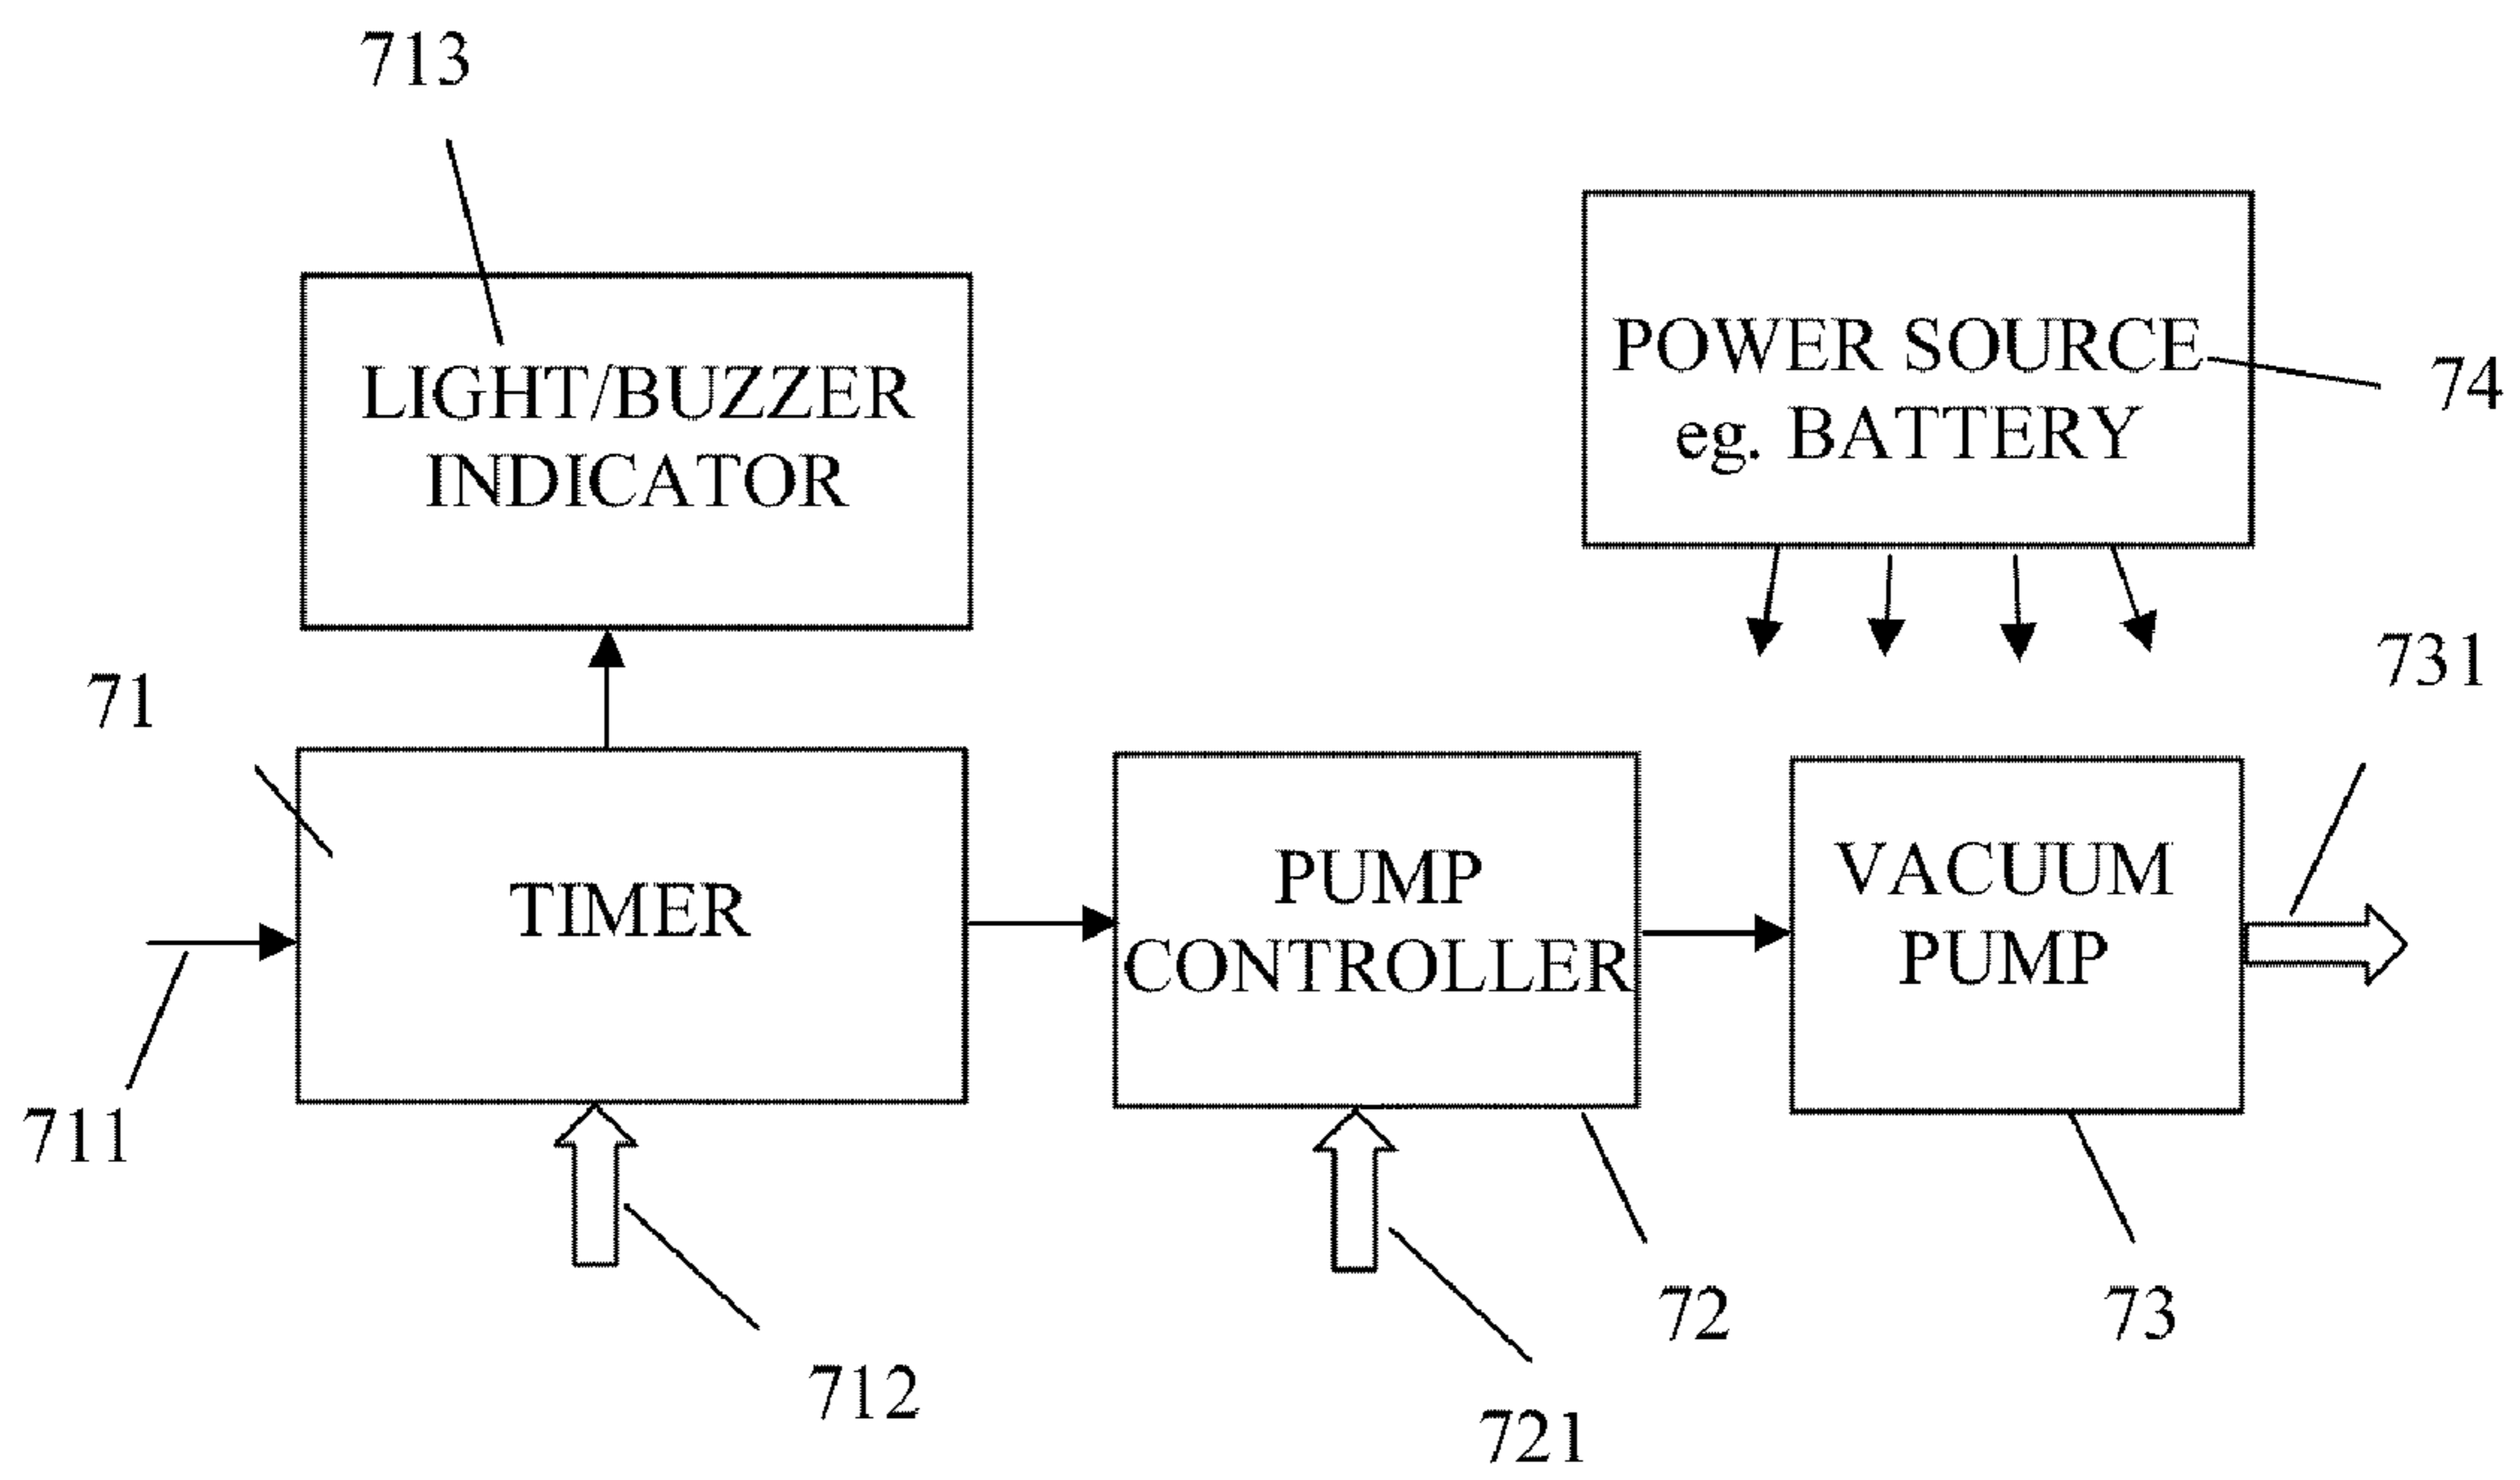 713
LIGHT/BUZZER
INDICATOR
POWER SOURCE
eg. BATTERY
74
71
731
TIMER
PUMP
CONTROLLER
VACUUM
PUMP
711
712
721
72
73